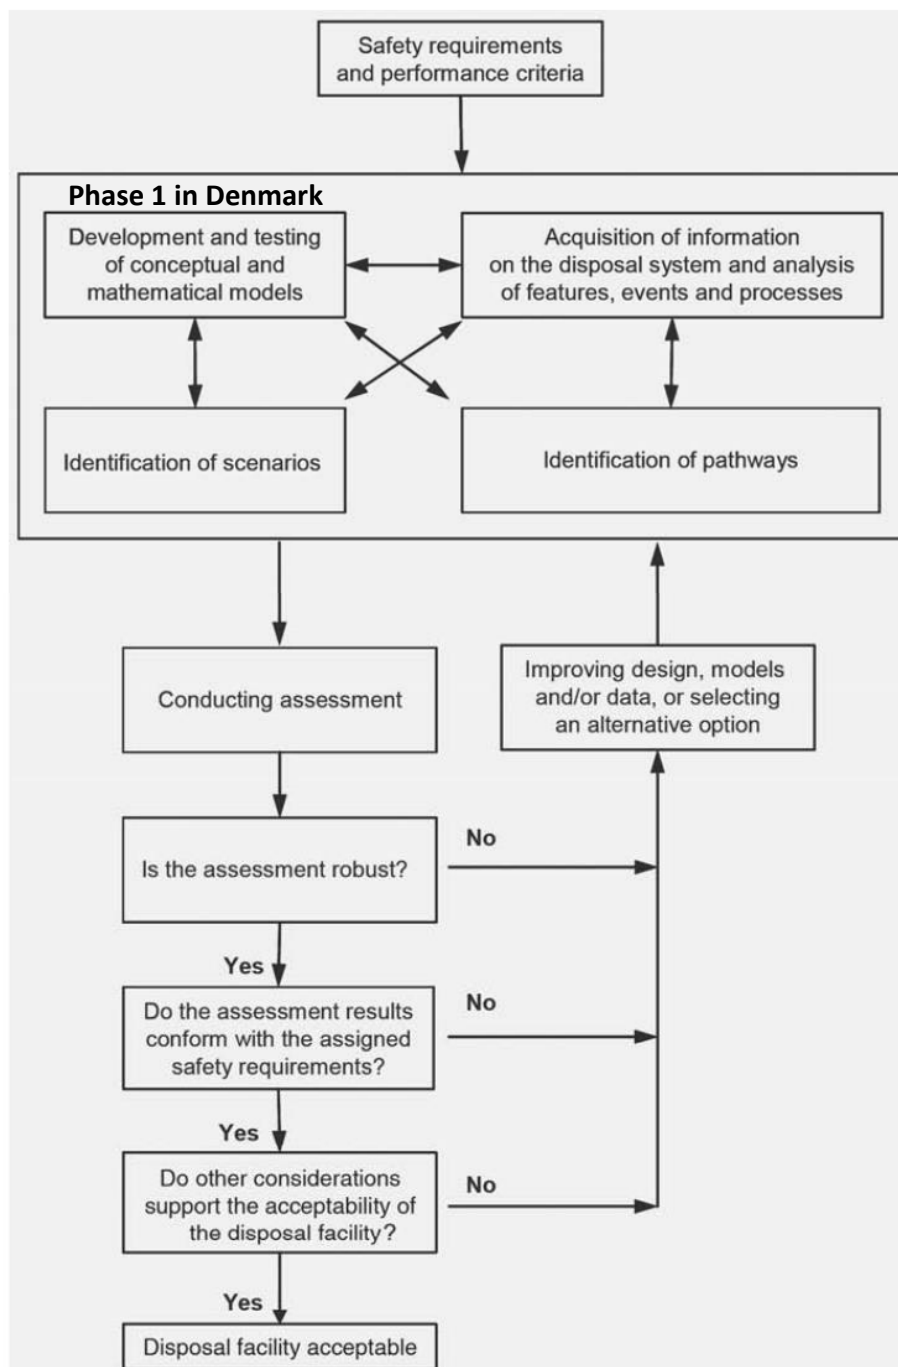 Safety requirements
and performance criteria
Phase 1 in Denmark
Development and testing
of conceptual and
mathematical models
Acquisition of information
on the disposal system and analysis
of features, events and processes
Identification of scenarios
Identification of pathways
Conducting assessment
Improving design, models
and/or data, or selecting
an alternative option
Is the assessment robust?
No
Yes
Do the assessment results
conform with the assigned
safety requirements?
No
Yes
Do other considerations
support the acceptability of
the disposal facility?
No
Yes
Disposal facility acceptable